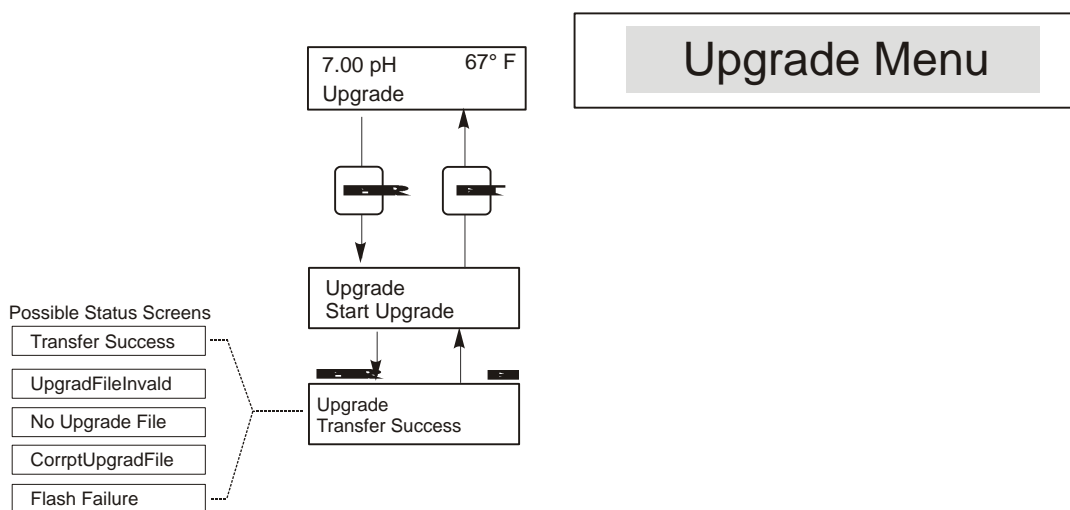 Upgrade Menu
7.00 pH 67° F
Upgrade
Upgrade
Start Upgrade
Possible Status Screens
Transfer Success
UpgradFileInvald
No Upgrade File
CorrptUpgradFile
Flash Failure
Upgrade
Transfer Success